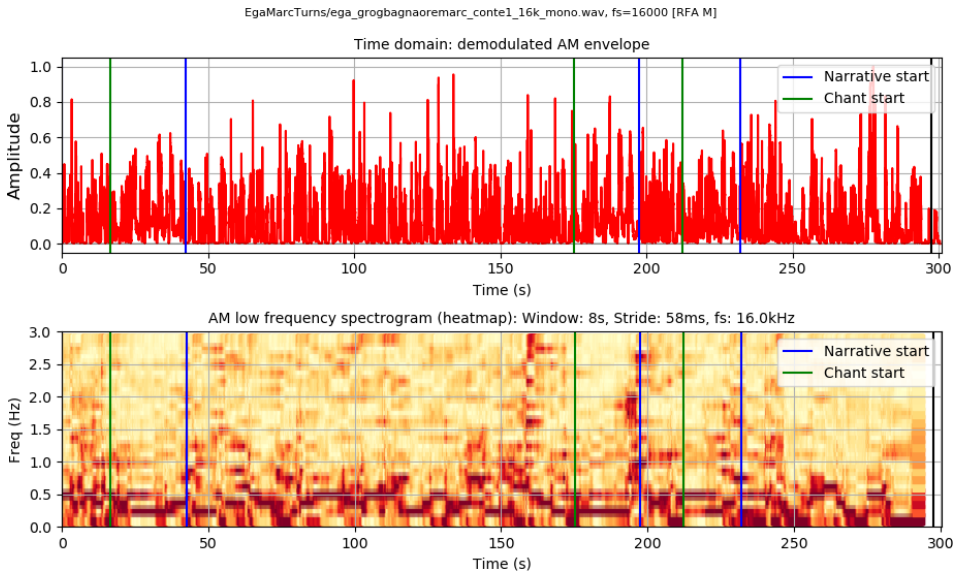 EgaMarcTurns/ega_grogbagnaoremarc_conte1_16k_mono.wav, fs=16000 [RFA M]
Time domain: demodulated AM envelope
1.0
0.8
0.6
0.4
0.2
0.0
Amplitude
Narrative start
Chant start
0 50 100 150 200 250 300
Time (s)
AM low frequency spectrogram (heatmap): Window: 8s, Stride: 58ms, fs: 16.0kHz
3.0
2.5
2.0
1.5
1.0
0.5
0.0
Freq (Hz)
Narrative start
Chant start
0 50 100 150 200 250 300
Time (s)